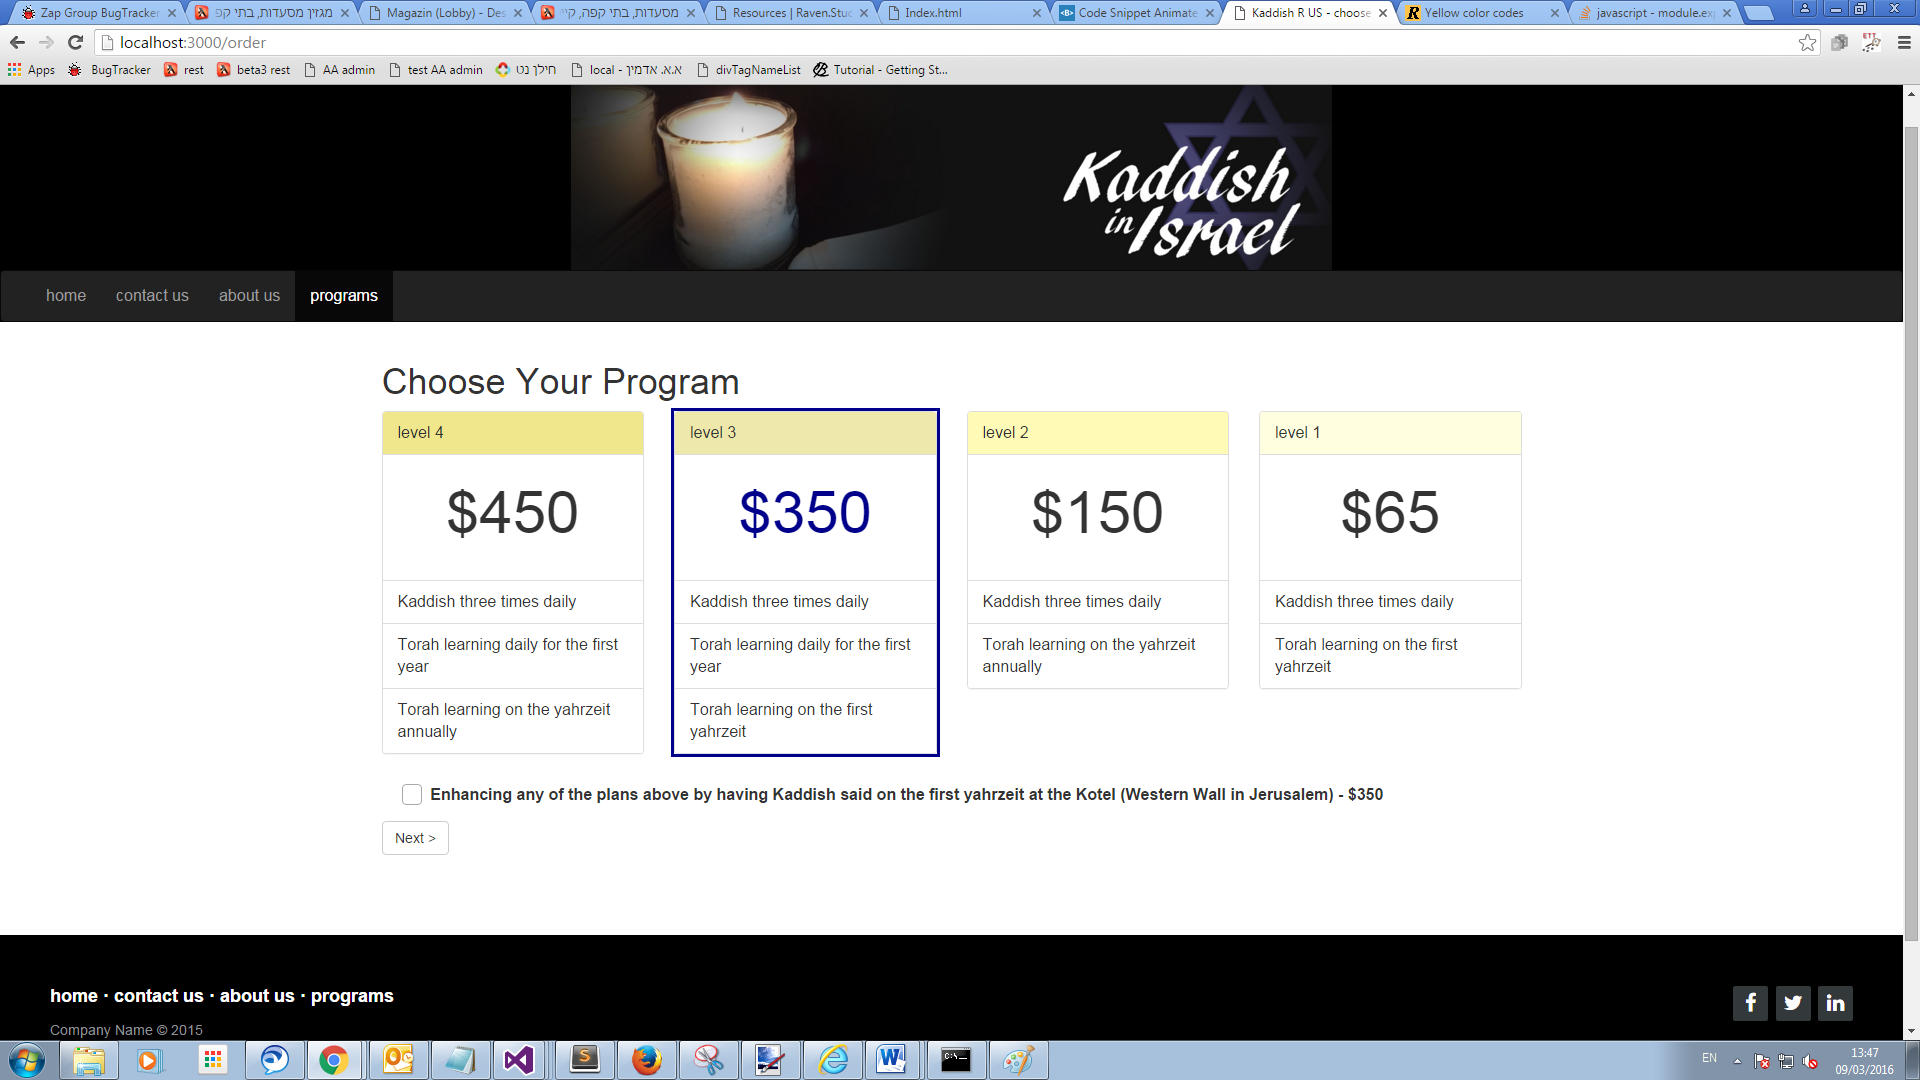 Zap Group BugTracker
מגזין מסעדות, בתי קפ
Magazin (Lobby) - Des
מסעדות, בתי קפה, קיי
Resources | Raven.Stuc
Index.html
Code Snippet Animate
Kaddish R US - choose
Yellow color codes
javascript - module.exp
localhost:3000/order
ETT
Apps BugTracker rest beta3 rest AA admin test AA admin חילן נט local - א.א. אדמין divTagNameList Tutorial - Getting St...
Kaddish
in
Israel
home contact us about us programs
Choose Your Program
level 4
$450
Kaddish three times daily
Torah learning daily for the first
year
Torah learning on the yahrzeit
annually
level 3
$350
Kaddish three times daily
Torah learning daily for the first
year
Torah learning on the first
yahrzeit
level 2
$150
Kaddish three times daily
Torah learning on the yahrzeit
annually
level 1
$65
Kaddish three times daily
Torah learning on the first
yahrzeit
Enhancing any of the plans above by having Kaddish said on the first yahrzeit at the Kotel (Western Wall in Jerusalem) - $350
Next >
home · contact us · about us · programs
Company Name © 2015
EN
13:47
09/03/2016